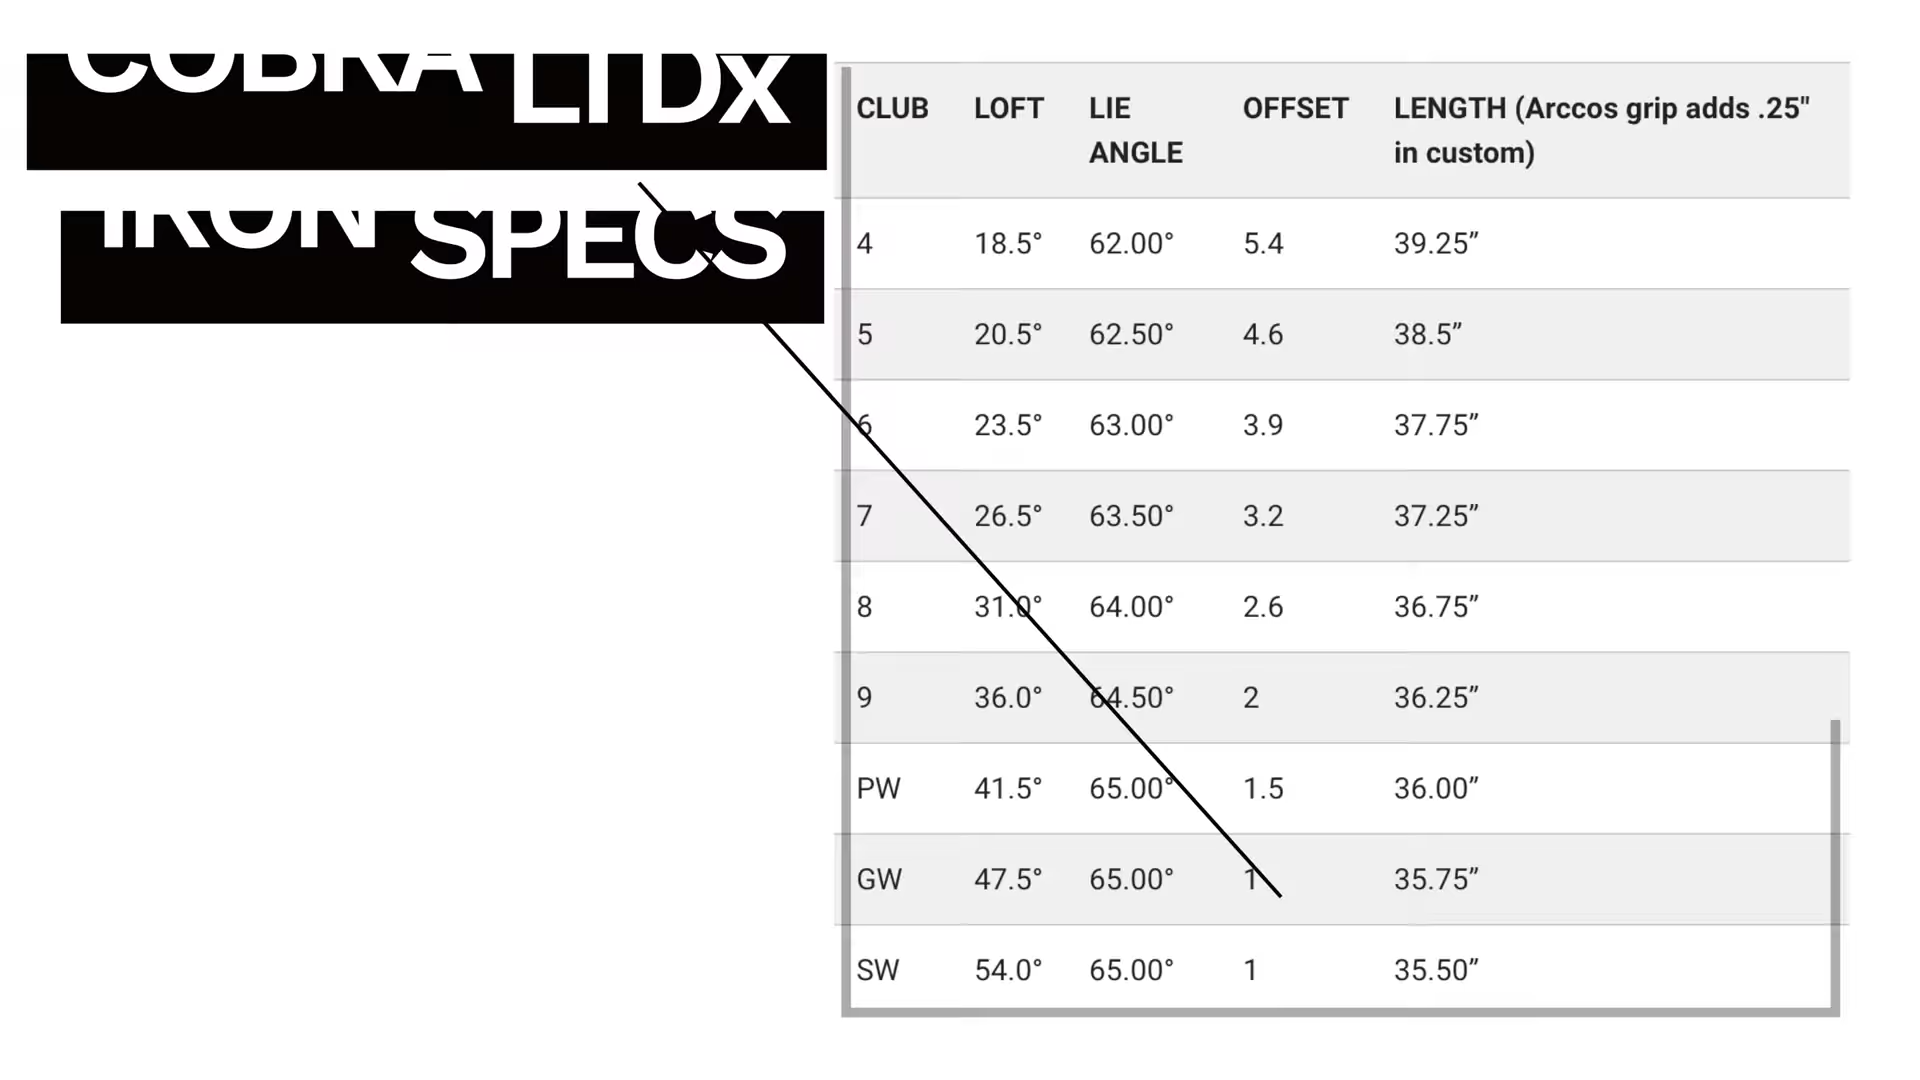 COBRA LTDx
IRON SPECS
CLUB LOFT LIE ANGLE OFFSET LENGTH (Arccos grip adds .25" in custom)
4 18.5° 62.00° 5.4 39.25”
5 20.5° 62.50° 4.6 38.5”
6 23.5° 63.00° 3.9 37.75”
7 26.5° 63.50° 3.2 37.25”
8 31.0° 64.00° 2.6 36.75”
9 36.0° 64.50° 2 36.25”
PW 41.5° 65.00° 1.5 36.00”
GW 47.5° 65.00° 1 35.75”
SW 54.0° 65.00° 1 35.50”